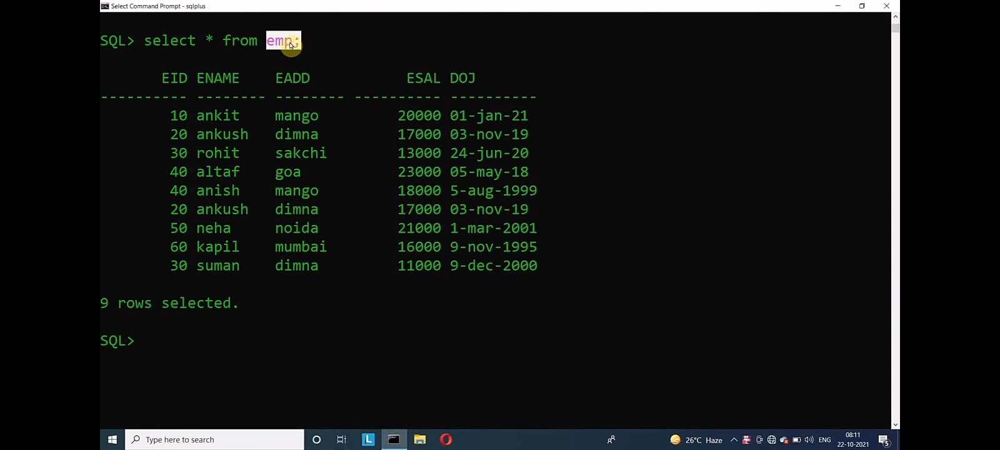 Select Command Prompt - sqlplus
SQL> select * from emp;
EID ENAME EADD ESAL DOJ
---------- -------- -------- ---------- ----------
10 ankit mango 20000 01-jan-21
20 ankush dimna 17000 03-nov-19
30 rohit sakchi 13000 24-jun-20
40 altaf goa 23000 05-may-18
40 anish mango 18000 5-aug-1999
20 ankush dimna 17000 03-nov-19
50 neha noida 21000 1-mar-2001
60 kapil mumbai 16000 9-nov-1995
30 suman dimna 11000 9-dec-2000
9 rows selected.
SQL>
Type here to search
L
26°C Haze
ENG
08:11
22-10-2021
5